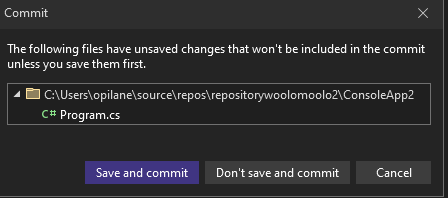 Commit
The following files have unsaved changes that won't be included in the commit
unless you save them first.
C:\Users\opilane\source\repos\repositorywoolomoolo2\ConsoleApp2
C# Program.cs
Save and commit Don't save and commit Cancel